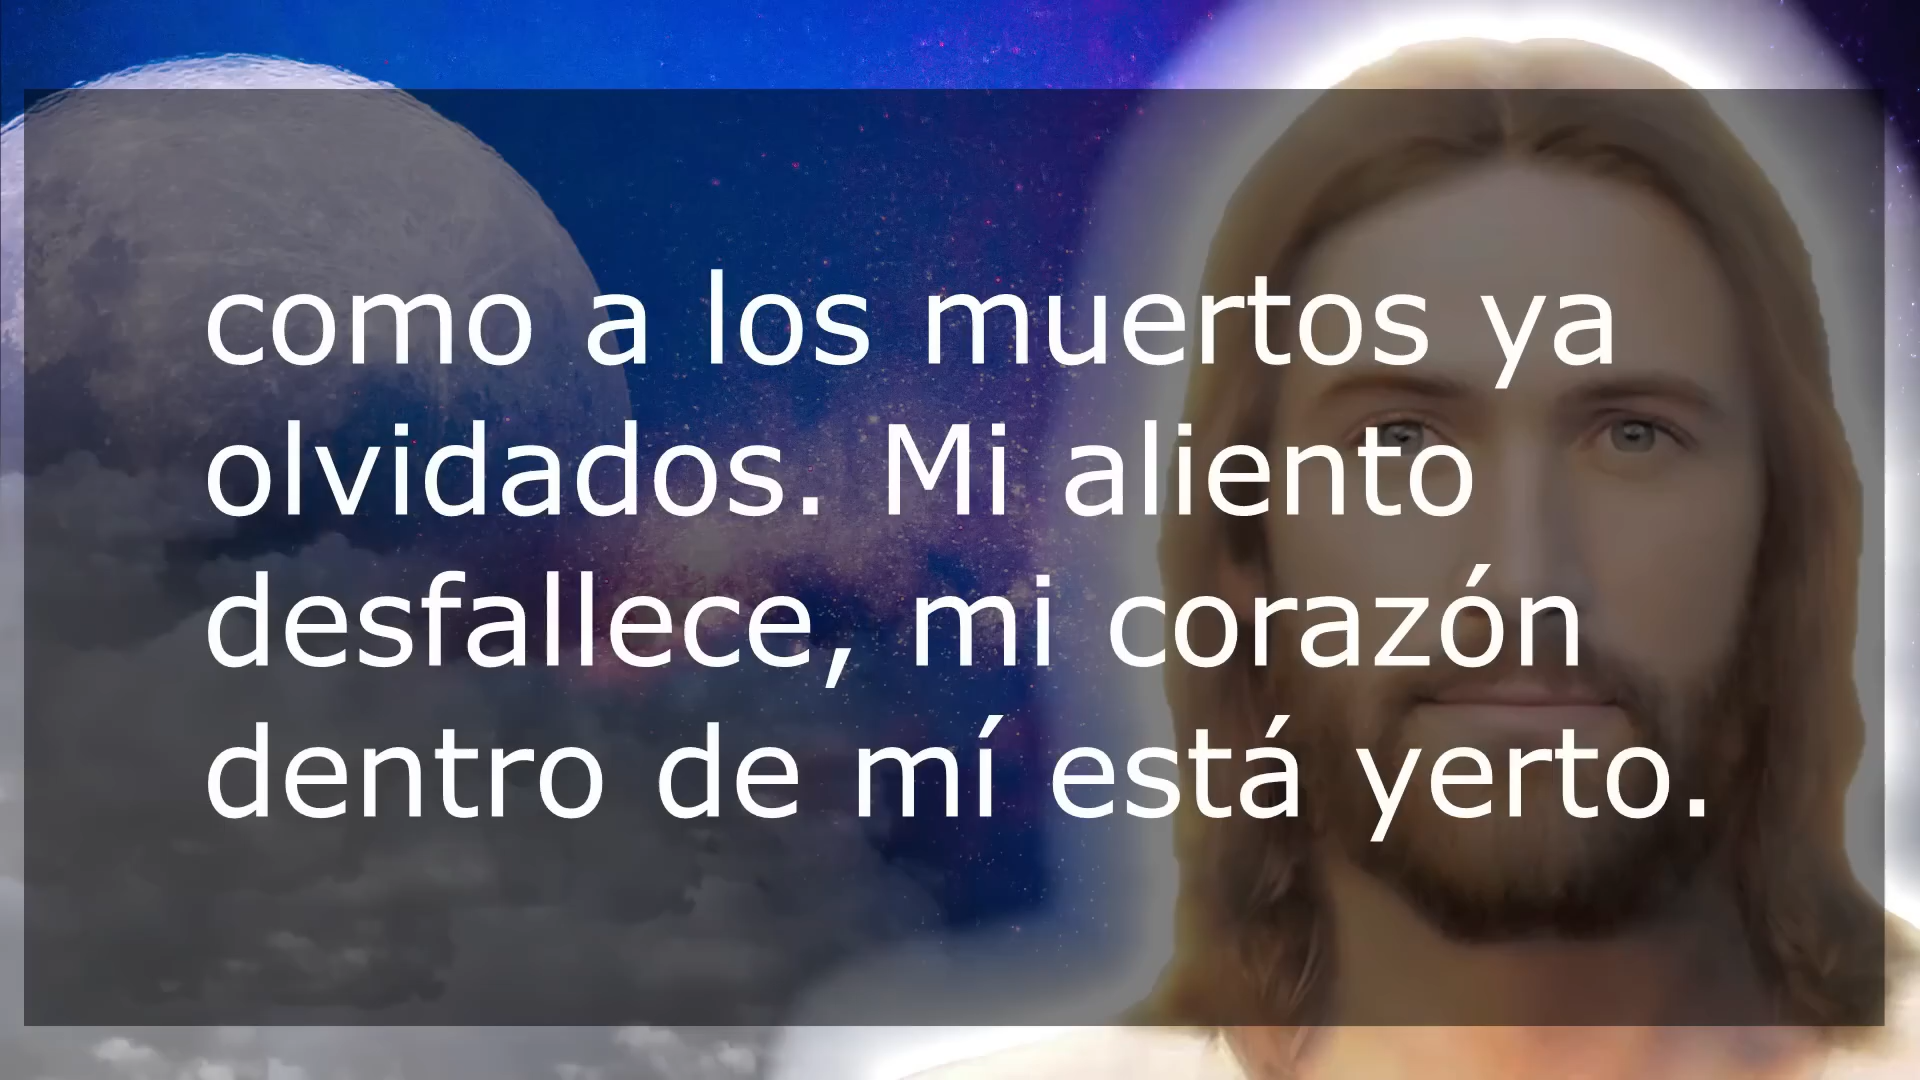 como a los muertos ya
olvidados. Mi aliento
desfallece, mi corazón
dentro de mí está yerto.